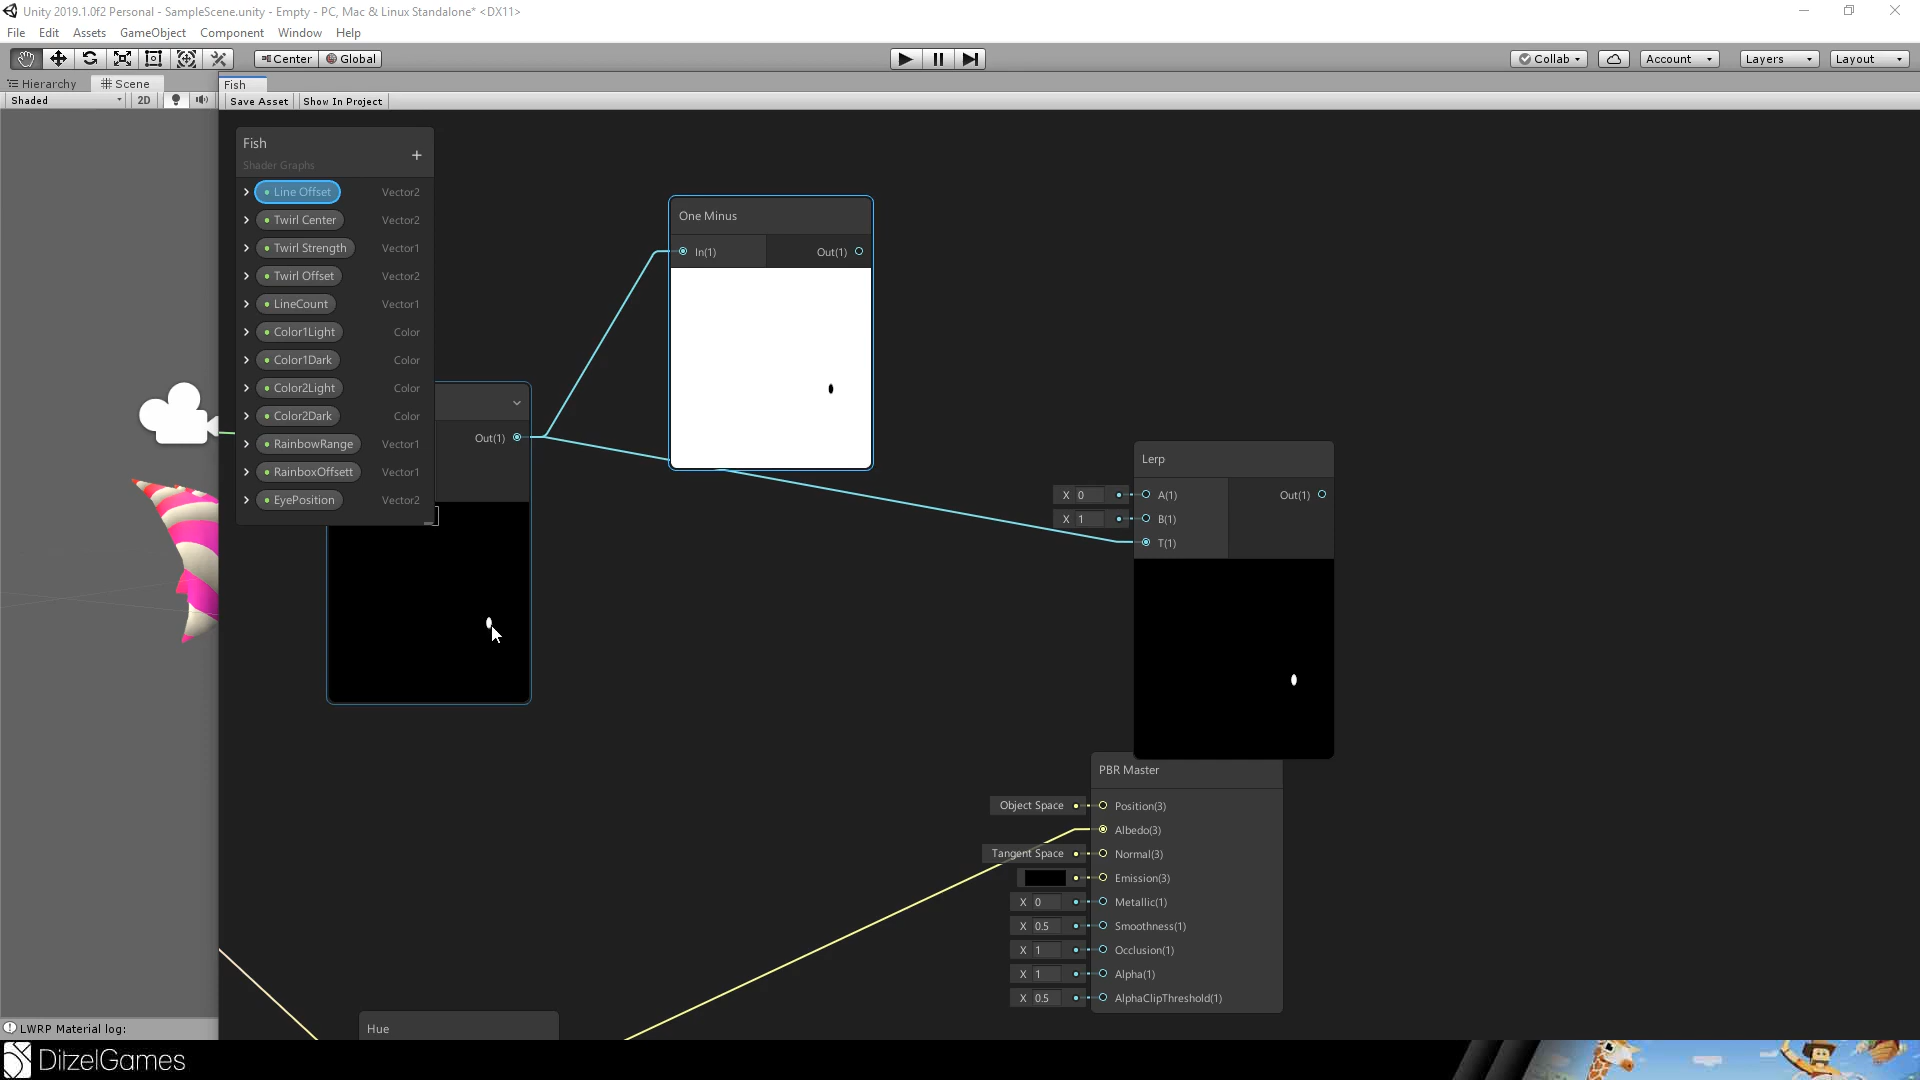 Unity 2019.1.0f2 Personal - SampleScene.unity - Empty - PC, Mac & Linux Standalone* <DX11>
File Edit Assets GameObject Component Window Help
Center Global Collab Account Layers Layout
Hierarchy Scene Fish
Shaded 2D Save Asset Show In Project
Fish
Shader Graphs
+
Line Offset Vector2
Twirl Center Vector2
Twirl Strength Vector1
Twirl Offset Vector2
LineCount Vector1
Color1Light Color
Color1Dark Color
Color2Light Color
Color2Dark Color
RainbowRange Vector1
RainboxOffsett Vector1
EyePosition Vector2
Out(1)
One Minus
In(1) Out(1)
Lerp
X 0 A(1) Out(1)
X 1 B(1)
T(1)
PBR Master
Object Space Position(3)
Albedo(3)
Tangent Space Normal(3)
Emission(3)
X 0 Metallic(1)
X 0.5 Smoothness(1)
X 1 Occlusion(1)
X 1 Alpha(1)
X 0.5 AlphaClipThreshold(1)
Hue
LWRP Material log:
DitzelGames